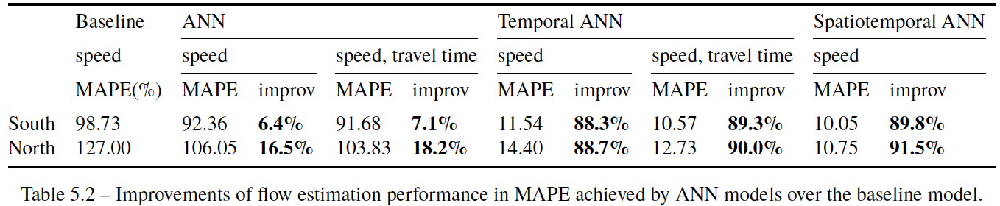 Baseline ANN Temporal ANN Spatiotemporal ANN
speed speed speed, travel time speed speed, travel time speed
MAPE(%) MAPE improv MAPE improv MAPE improv MAPE improv MAPE improv
South 98.73 92.36 6.4% 91.68 7.1% 11.54 88.3% 10.57 89.3% 10.05 89.8%
North 127.00 106.05 16.5% 103.83 18.2% 14.40 88.7% 12.73 90.0% 10.75 91.5%
Table 5.2 – Improvements of flow estimation performance in MAPE achieved by ANN models over the baseline model.